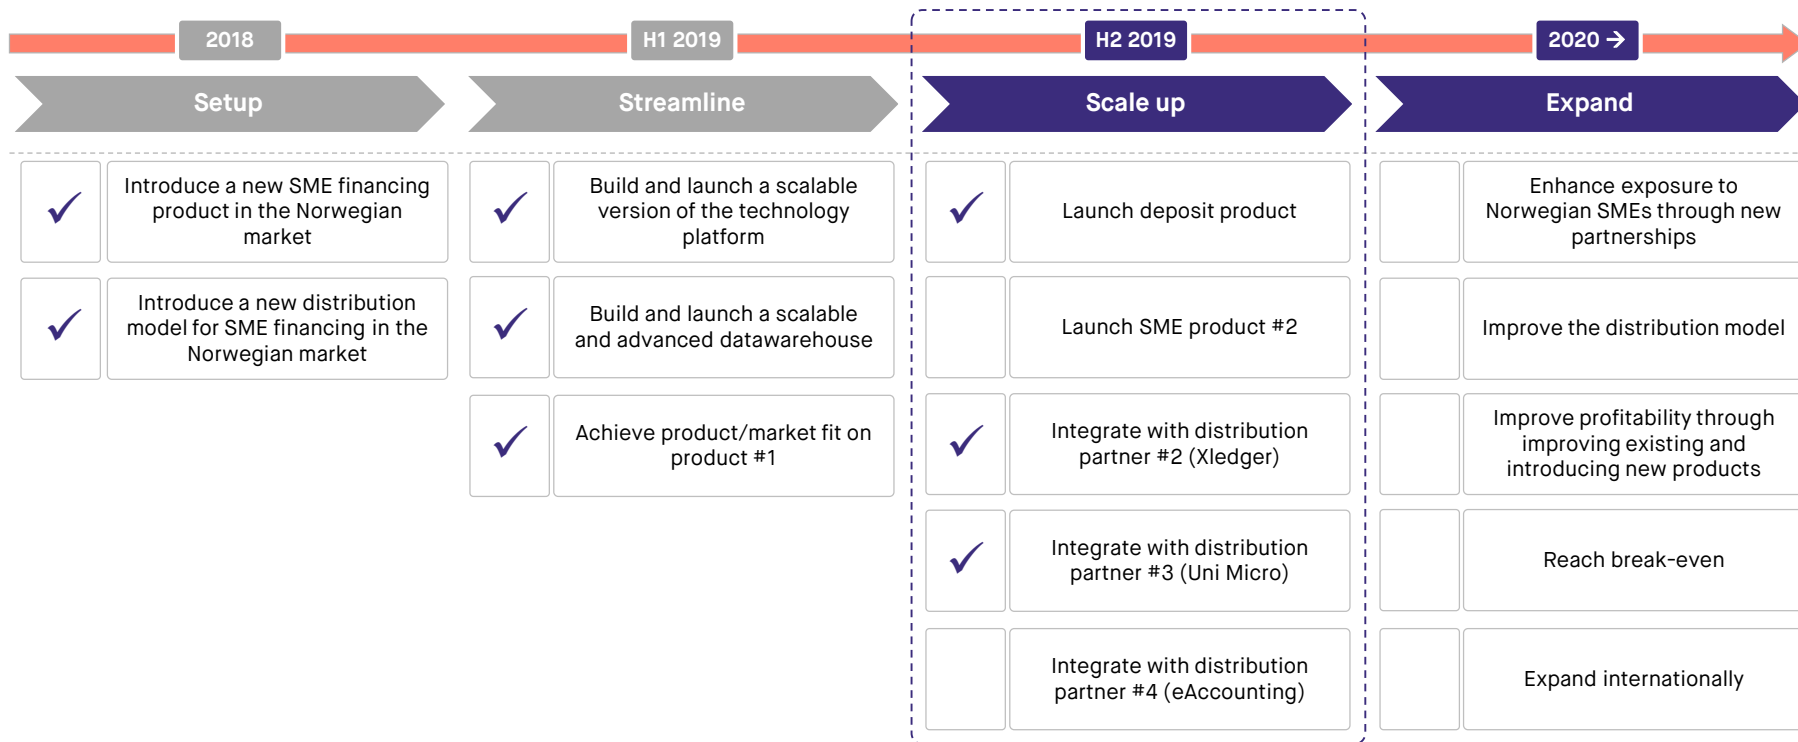 2018
H1 2019
H2 2019
2020 →
Setup
Streamline
Scale up
Expand
Introduce a new SME financing
product in the Norwegian
market
Introduce a new distribution
model for SME financing in the
Norwegian market
Build and launch a scalable
version of the technology
platform
Build and launch a scalable
and advanced datawarehouse
Achieve product/market fit on
product #1
Launch deposit product
Launch SME product #2
Integrate with distribution
partner #2 (Xledger)
Integrate with distribution
partner #3 (Uni Micro)
Integrate with distribution
partner #4 (eAccounting)
Enhance exposure to
Norwegian SMEs through new
partnerships
Improve the distribution model
Improve profitability through
improving existing and
introducing new products
Reach break-even
Expand internationally